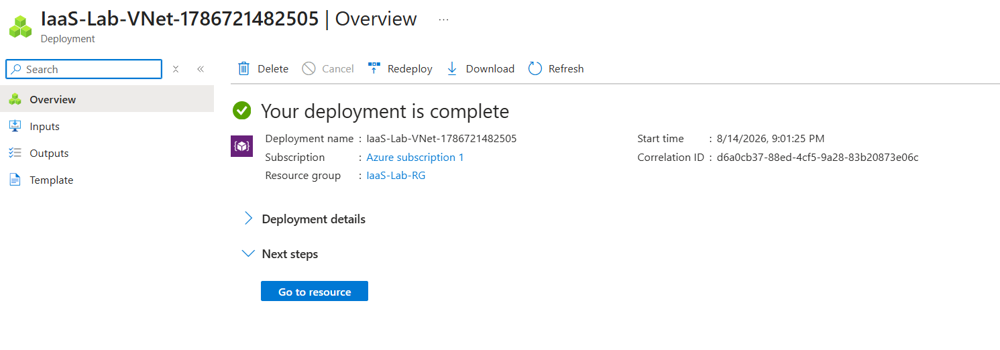 IaaS-Lab-VNet-1786721482505 | Overview ...
Deployment
Search
Delete Cancel Redeploy Download Refresh
Overview
Inputs
Outputs
Template
Your deployment is complete
Deployment name : IaaS-Lab-VNet-1786721482505 Start time : 8/14/2026, 9:01:25 PM
Subscription : Azure subscription 1 Correlation ID : d6a0cb37-88ed-4cf5-9a28-83b20873e06c
Resource group : IaaS-Lab-RG
Deployment details
Next steps
Go to resource